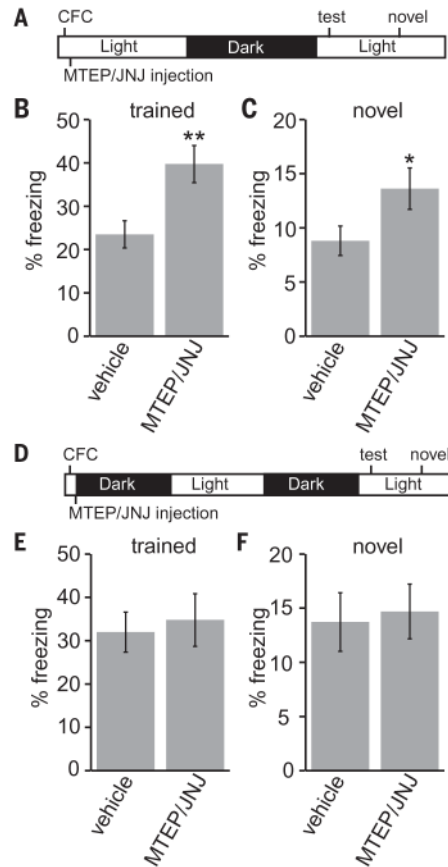 A
CFC
test
novel
Light
Dark
Light
MTEP/JNJ injection
B
trained
% freezing
50
40
30
20
10
0
**
vehicle
MTEP/JNJ
C
novel
% freezing
20
15
10
5
0
*
vehicle
MTEP/JNJ
D
CFC
test
novel
Dark
Light
Dark
Light
MTEP/JNJ injection
E
trained
% freezing
50
40
30
20
10
0
vehicle
MTEP/JNJ
F
novel
% freezing
20
15
10
5
0
vehicle
MTEP/JNJ